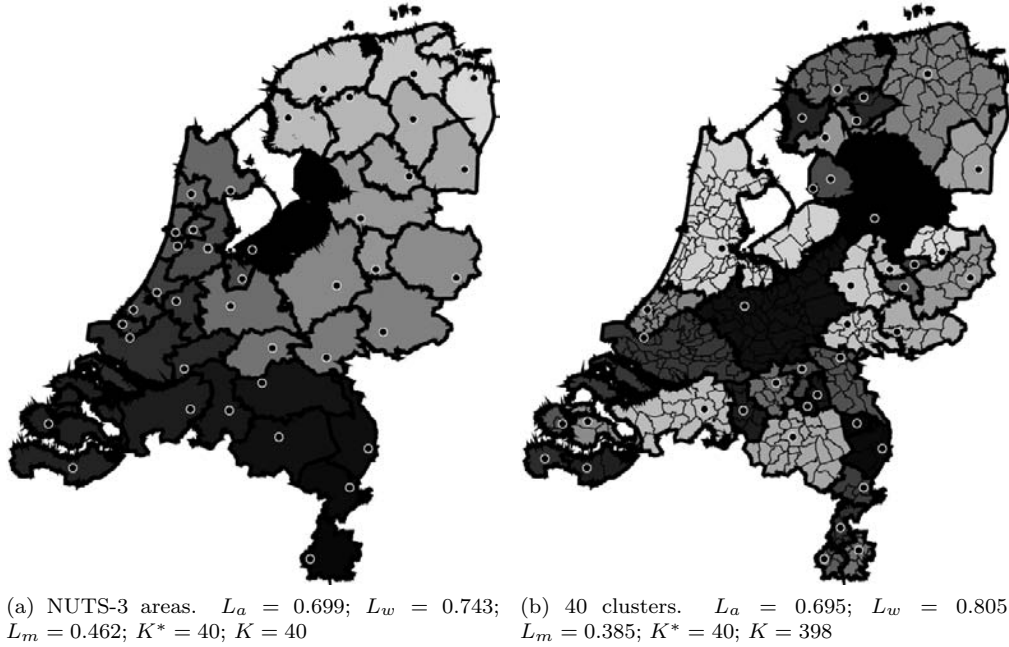 (a) NUTS-3 areas. L_a = 0.699; L_w = 0.743;
L_m = 0.462; K* = 40; K = 40
(b) 40 clusters. L_a = 0.695; L_w = 0.805
L_m = 0.385; K* = 40; K = 398